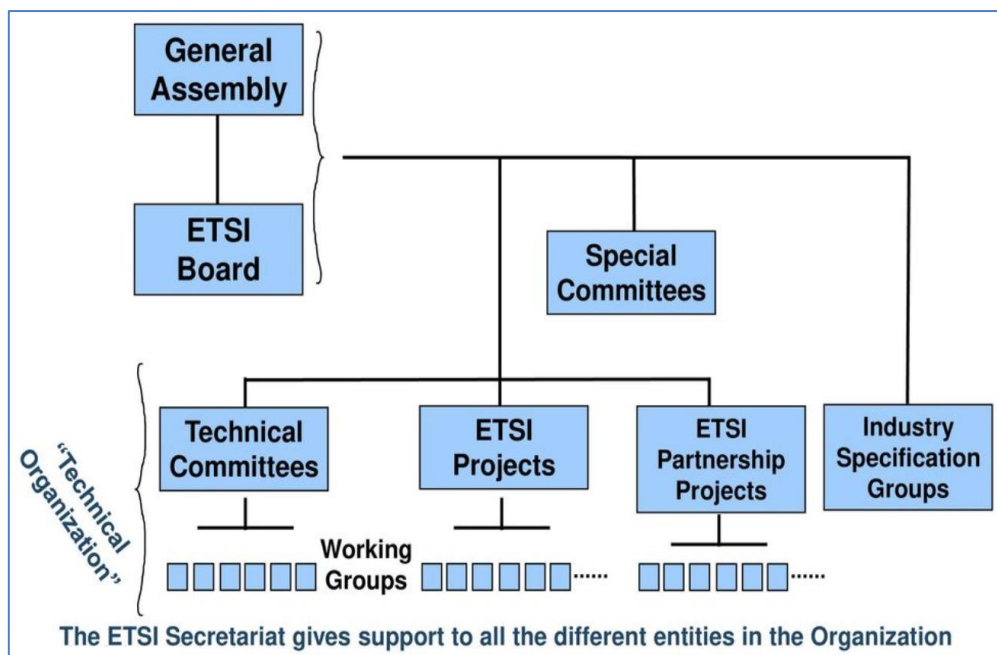 General
Assembly
ETSI
Board
Special
Committees
“Technical
Organization”
Technical
Committees
ETSI
Projects
ETSI
Partnership
Projects
Industry
Specification
Groups
Working
Groups
......
......
The ETSI Secretariat gives support to all the different entities in the Organization